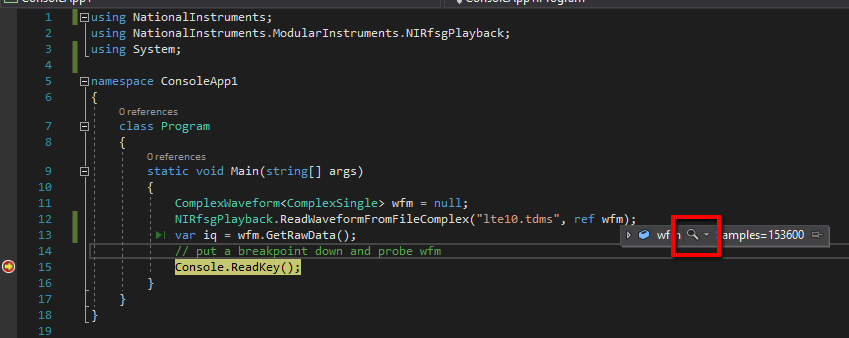 ConsoleApp1
ConsoleApp1.Program
1 using NationalInstruments;
2 using NationalInstruments.ModularInstruments.NIRfsgPlayback;
3 using System;
4
5 namespace ConsoleApp1
6 {
0 references
7 class Program
8 {
0 references
9 static void Main(string[] args)
10 {
11 ComplexWaveform<ComplexSingle> wfm = null;
12 NIRfsgPlayback.ReadWaveformFromFileComplex("lte10.tdms", ref wfm);
13 var iq = wfm.GetRawData();
wfm amples=153600
14 // put a breakpoint down and probe wfm
15 Console.ReadKey();
16 }
17 }
18 }
19